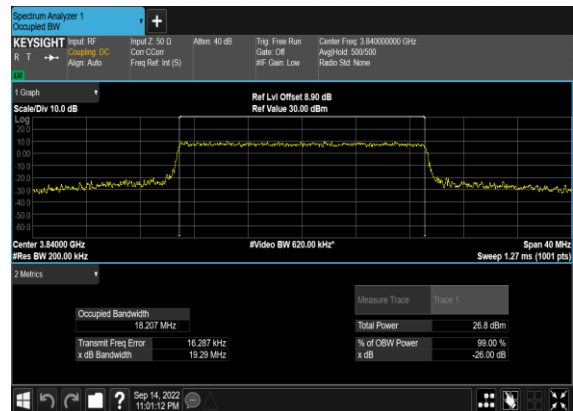 Spectrum Analyzer 1
Occupied BW
KEYSIGHT Input: RF Input Z: 50 Ω Atten: 40 dB Trig: Free Run Center Freq: 3.840000000 GHz
R T Coupling: DC Corr CCorr Gate: Off Avg|Hold: 500/500
Align: Auto Freq Ref: Int (S) #IF Gain: Low Radio Std: None
LW
1 Graph
Ref Lvl Offset 8.90 dB
Scale/Div 10.0 dB Ref Value 30.00 dBm
Log
20.0
10.0
0.00
-10.0
-20.0
-30.0
-40.0
-50.0
-60.0
Center 3.84000 GHz #Video BW 620.00 kHz* Span 40 MHz
#Res BW 200.00 kHz Sweep 1.27 ms (1001 pts)
2 Metrics
Measure Trace Trace 1
Occupied Bandwidth
18.207 MHz Total Power 26.8 dBm
Transmit Freq Error 16.287 kHz % of OBW Power 99.00 %
x dB Bandwidth 19.29 MHz x dB -26.00 dB
? Sep 14, 2022
11:01:12 PM